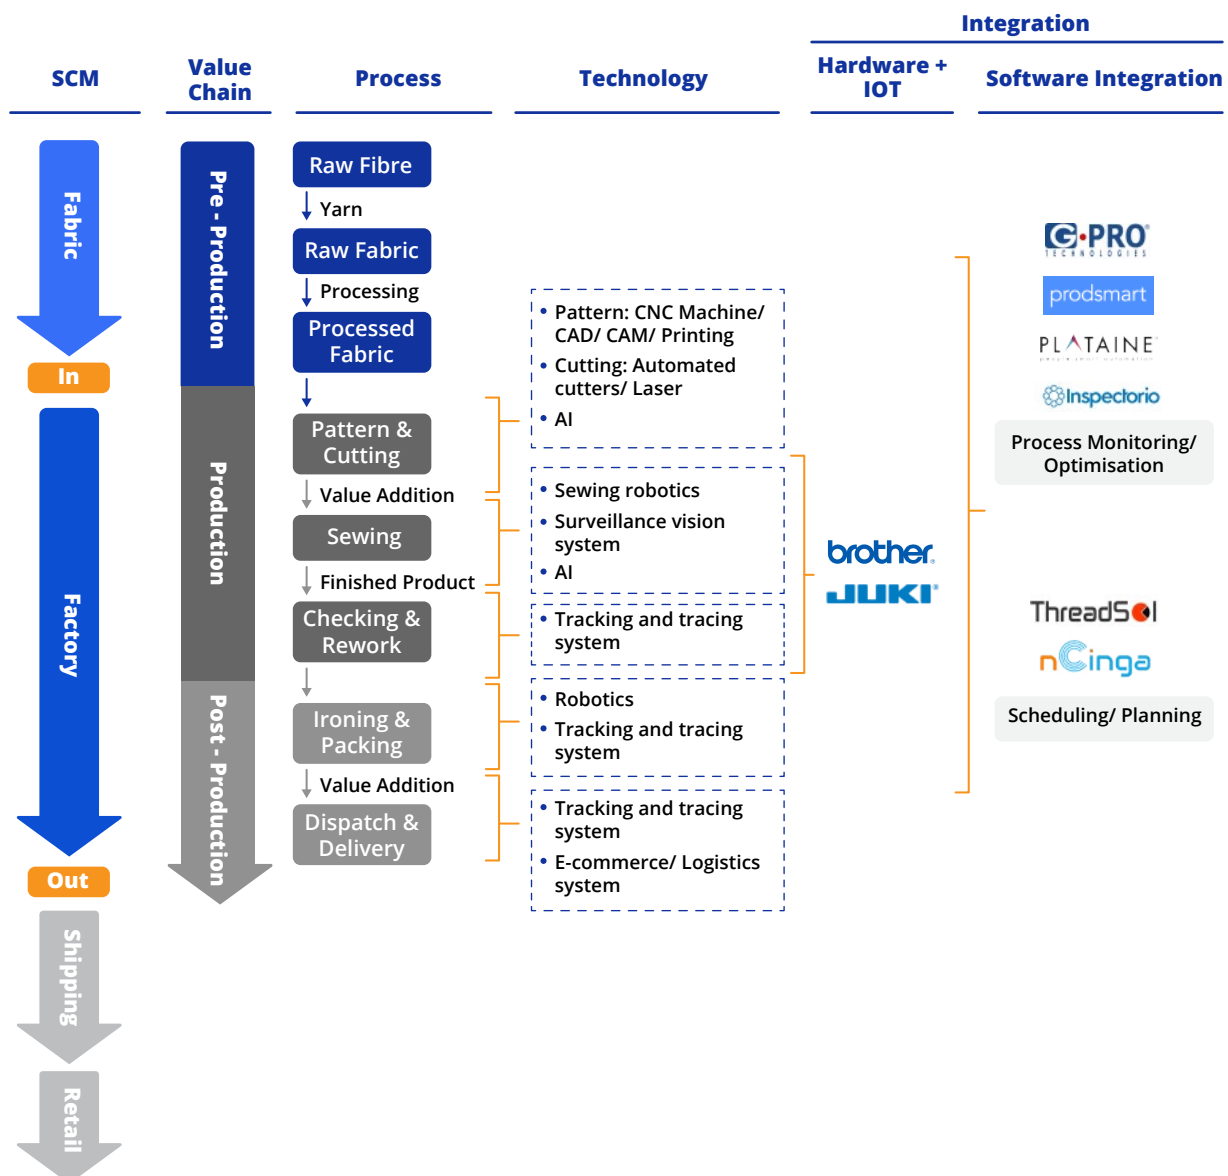 Integration
SCM
Value
Chain
Process
Technology
Hardware +
IOT
Software Integration
Fabric
In
Factory
Out
Shipping
Retail
Pre - Production
Production
Post - Production
Raw Fibre
Yarn
Raw Fabric
Processing
Processed
Fabric
Pattern &
Cutting
Value Addition
Sewing
Finished Product
Checking &
Rework
Ironing &
Packing
Value Addition
Dispatch &
Delivery
• Pattern: CNC Machine/
CAD/ CAM/ Printing
• Cutting: Automated
cutters/ Laser
• AI
• Sewing robotics
• Surveillance vision
system
• AI
• Tracking and tracing
system
• Robotics
• Tracking and tracing
system
• Tracking and tracing
system
• E-commerce/ Logistics
system
brother
JUKI
G·PRO
TECHNOLOGIES
prodsmart
PLATAINE
Inspectorio
Process Monitoring/
Optimisation
ThreadSol
nCinga
Scheduling/ Planning